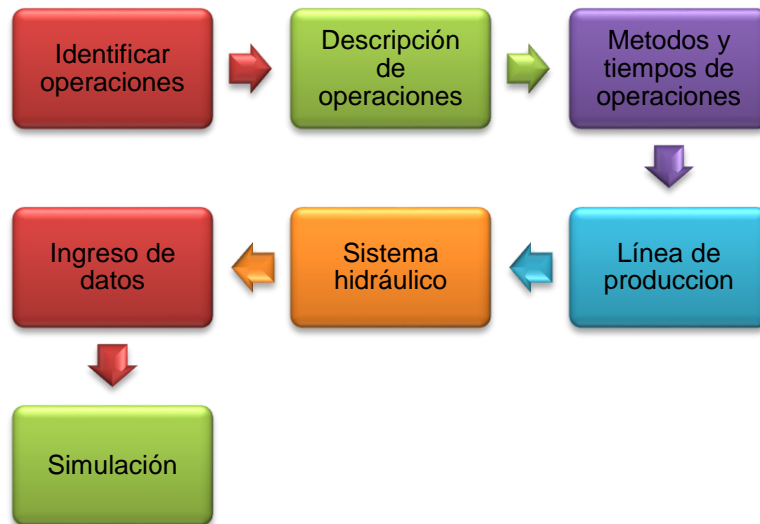 Identificar
operaciones
Descripción
de
operaciones
Metodos y
tiempos de
operaciones
Línea de
produccion
Sistema
hidráulico
Ingreso de
datos
Simulación